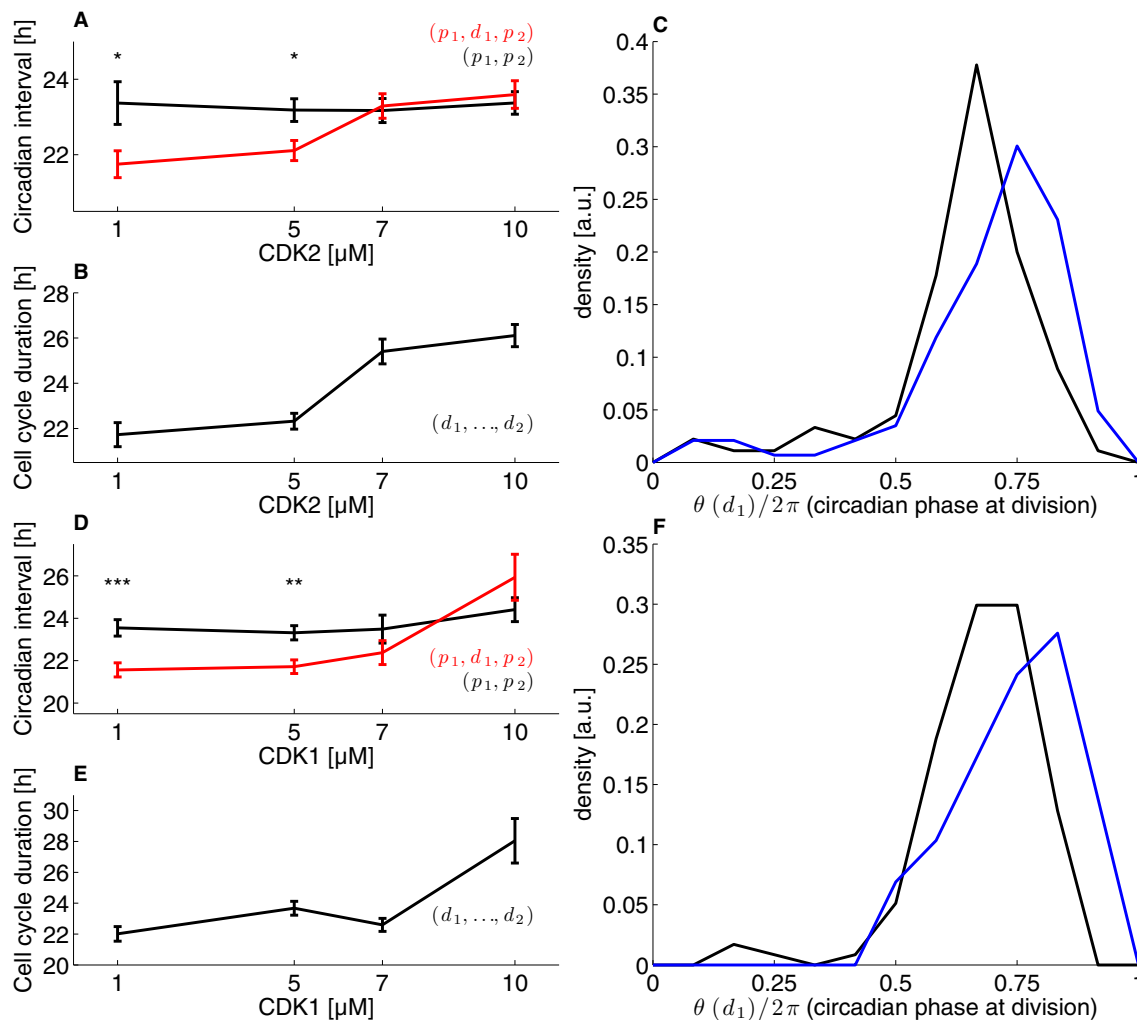 A
Circadian interval [h]
24
22
*
*
(p₁, d₁, p₂)
(p₁, p₂)
1
5
7
10
CDK2 [µM]
B
Cell cycle duration [h]
28
26
24
22
(d₁, ..., d₂)
1
5
7
10
CDK2 [µM]
C
density [a.u.]
0.4
0.35
0.3
0.25
0.2
0.15
0.1
0.05
0
0
0.25
0.5
0.75
1
θ (d₁)/2π (circadian phase at division)
D
Circadian interval [h]
26
24
22
21
20
***
**
(p₁, d₁, p₂)
(p₁, p₂)
1
5
7
10
CDK1 [µM]
E
Cell cycle duration [h]
30
28
26
24
22
20
(d₁, ..., d₂)
1
5
7
10
CDK1 [µM]
F
density [a.u.]
0.35
0.3
0.25
0.2
0.15
0.1
0.05
0
0
0.25
0.5
0.75
1
θ (d₁)/2π (circadian phase at division)